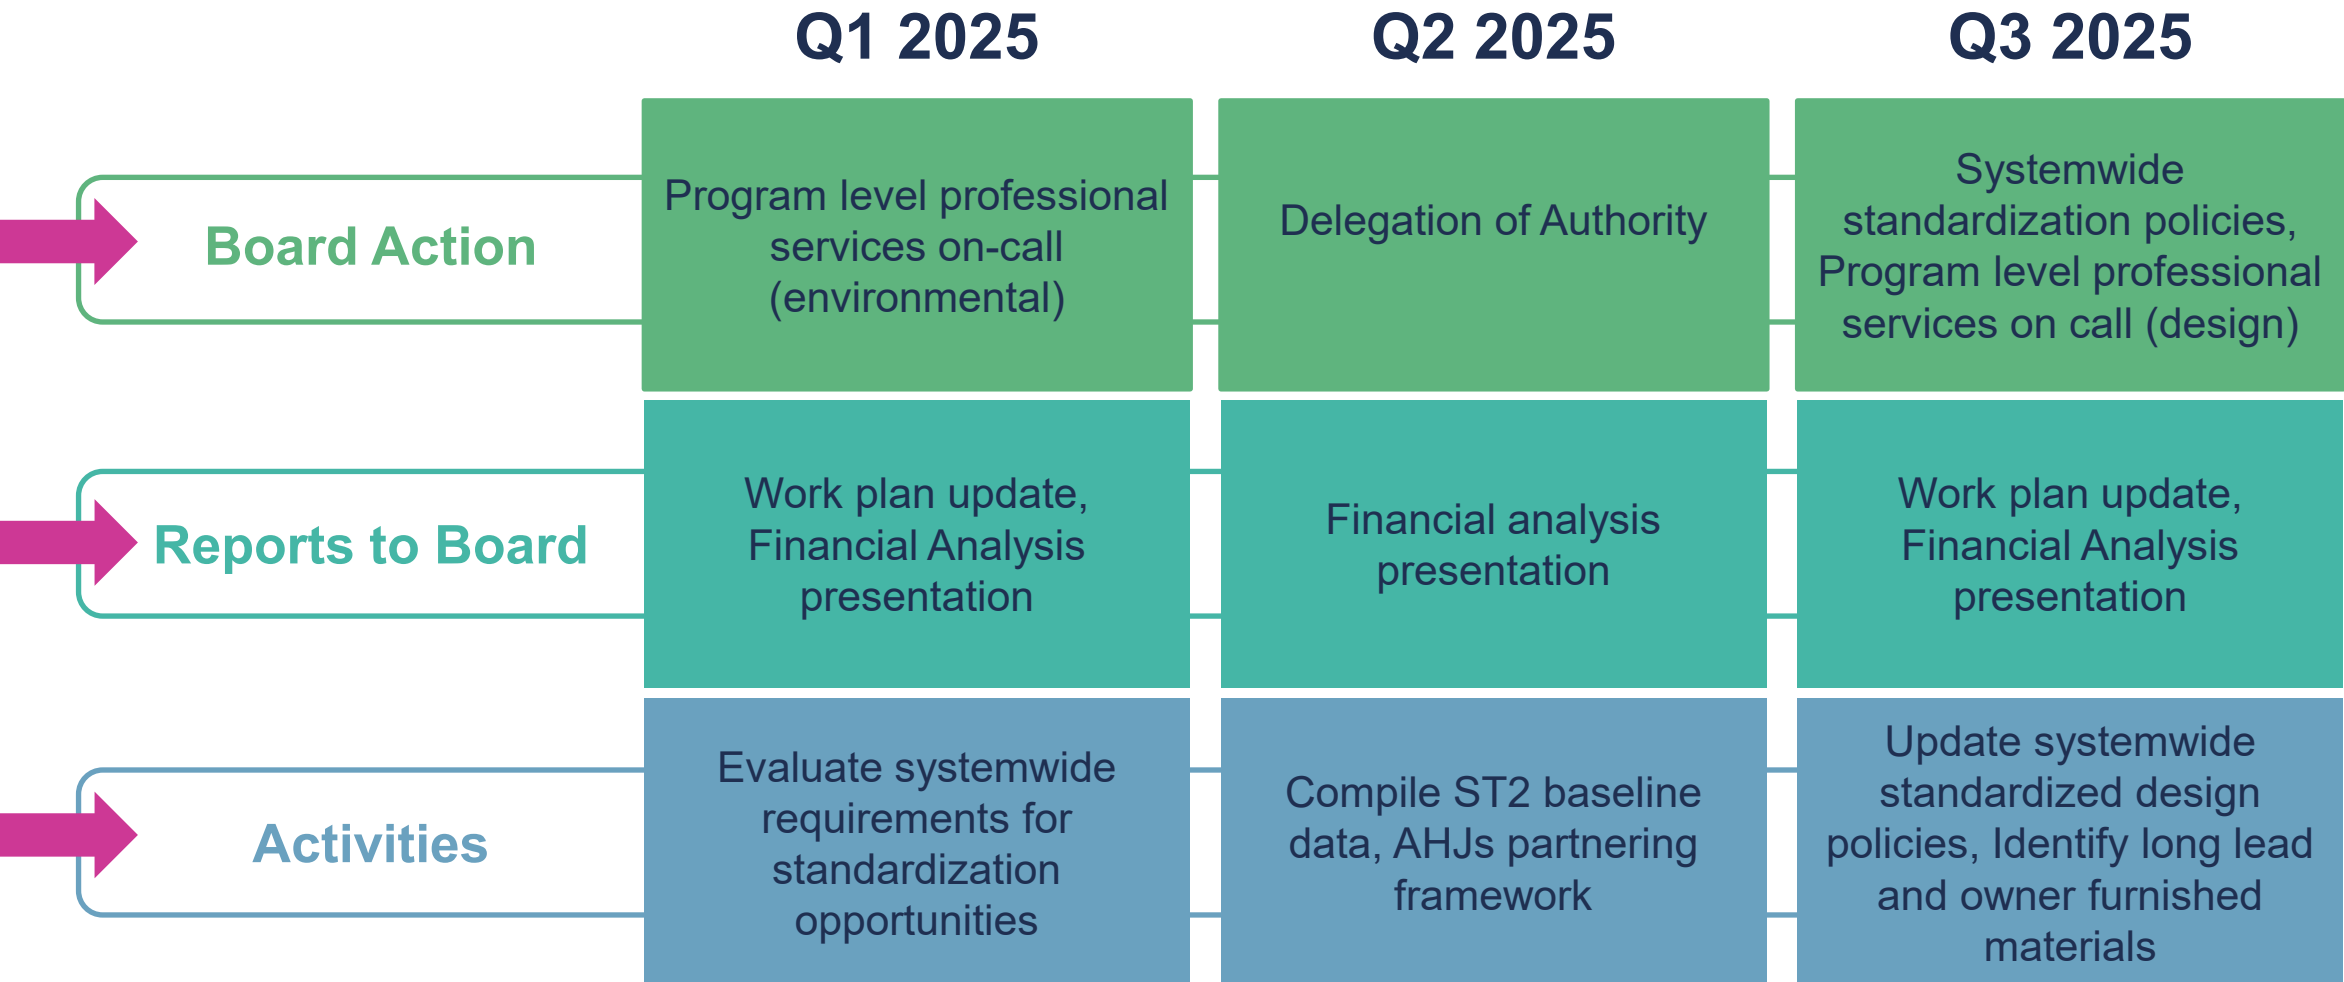 Q1 2025
Q2 2025
Q3 2025
Board Action
Program level professional
services on-call
(environmental)
Delegation of Authority
Systemwide
standardization policies,
Program level professional
services on call (design)
Reports to Board
Work plan update,
Financial Analysis
presentation
Financial analysis
presentation
Work plan update,
Financial Analysis
presentation
Activities
Evaluate systemwide
requirements for
standardization
opportunities
Compile ST2 baseline
data, AHJs partnering
framework
Update systemwide
standardized design
policies, Identify long lead
and owner furnished
materials